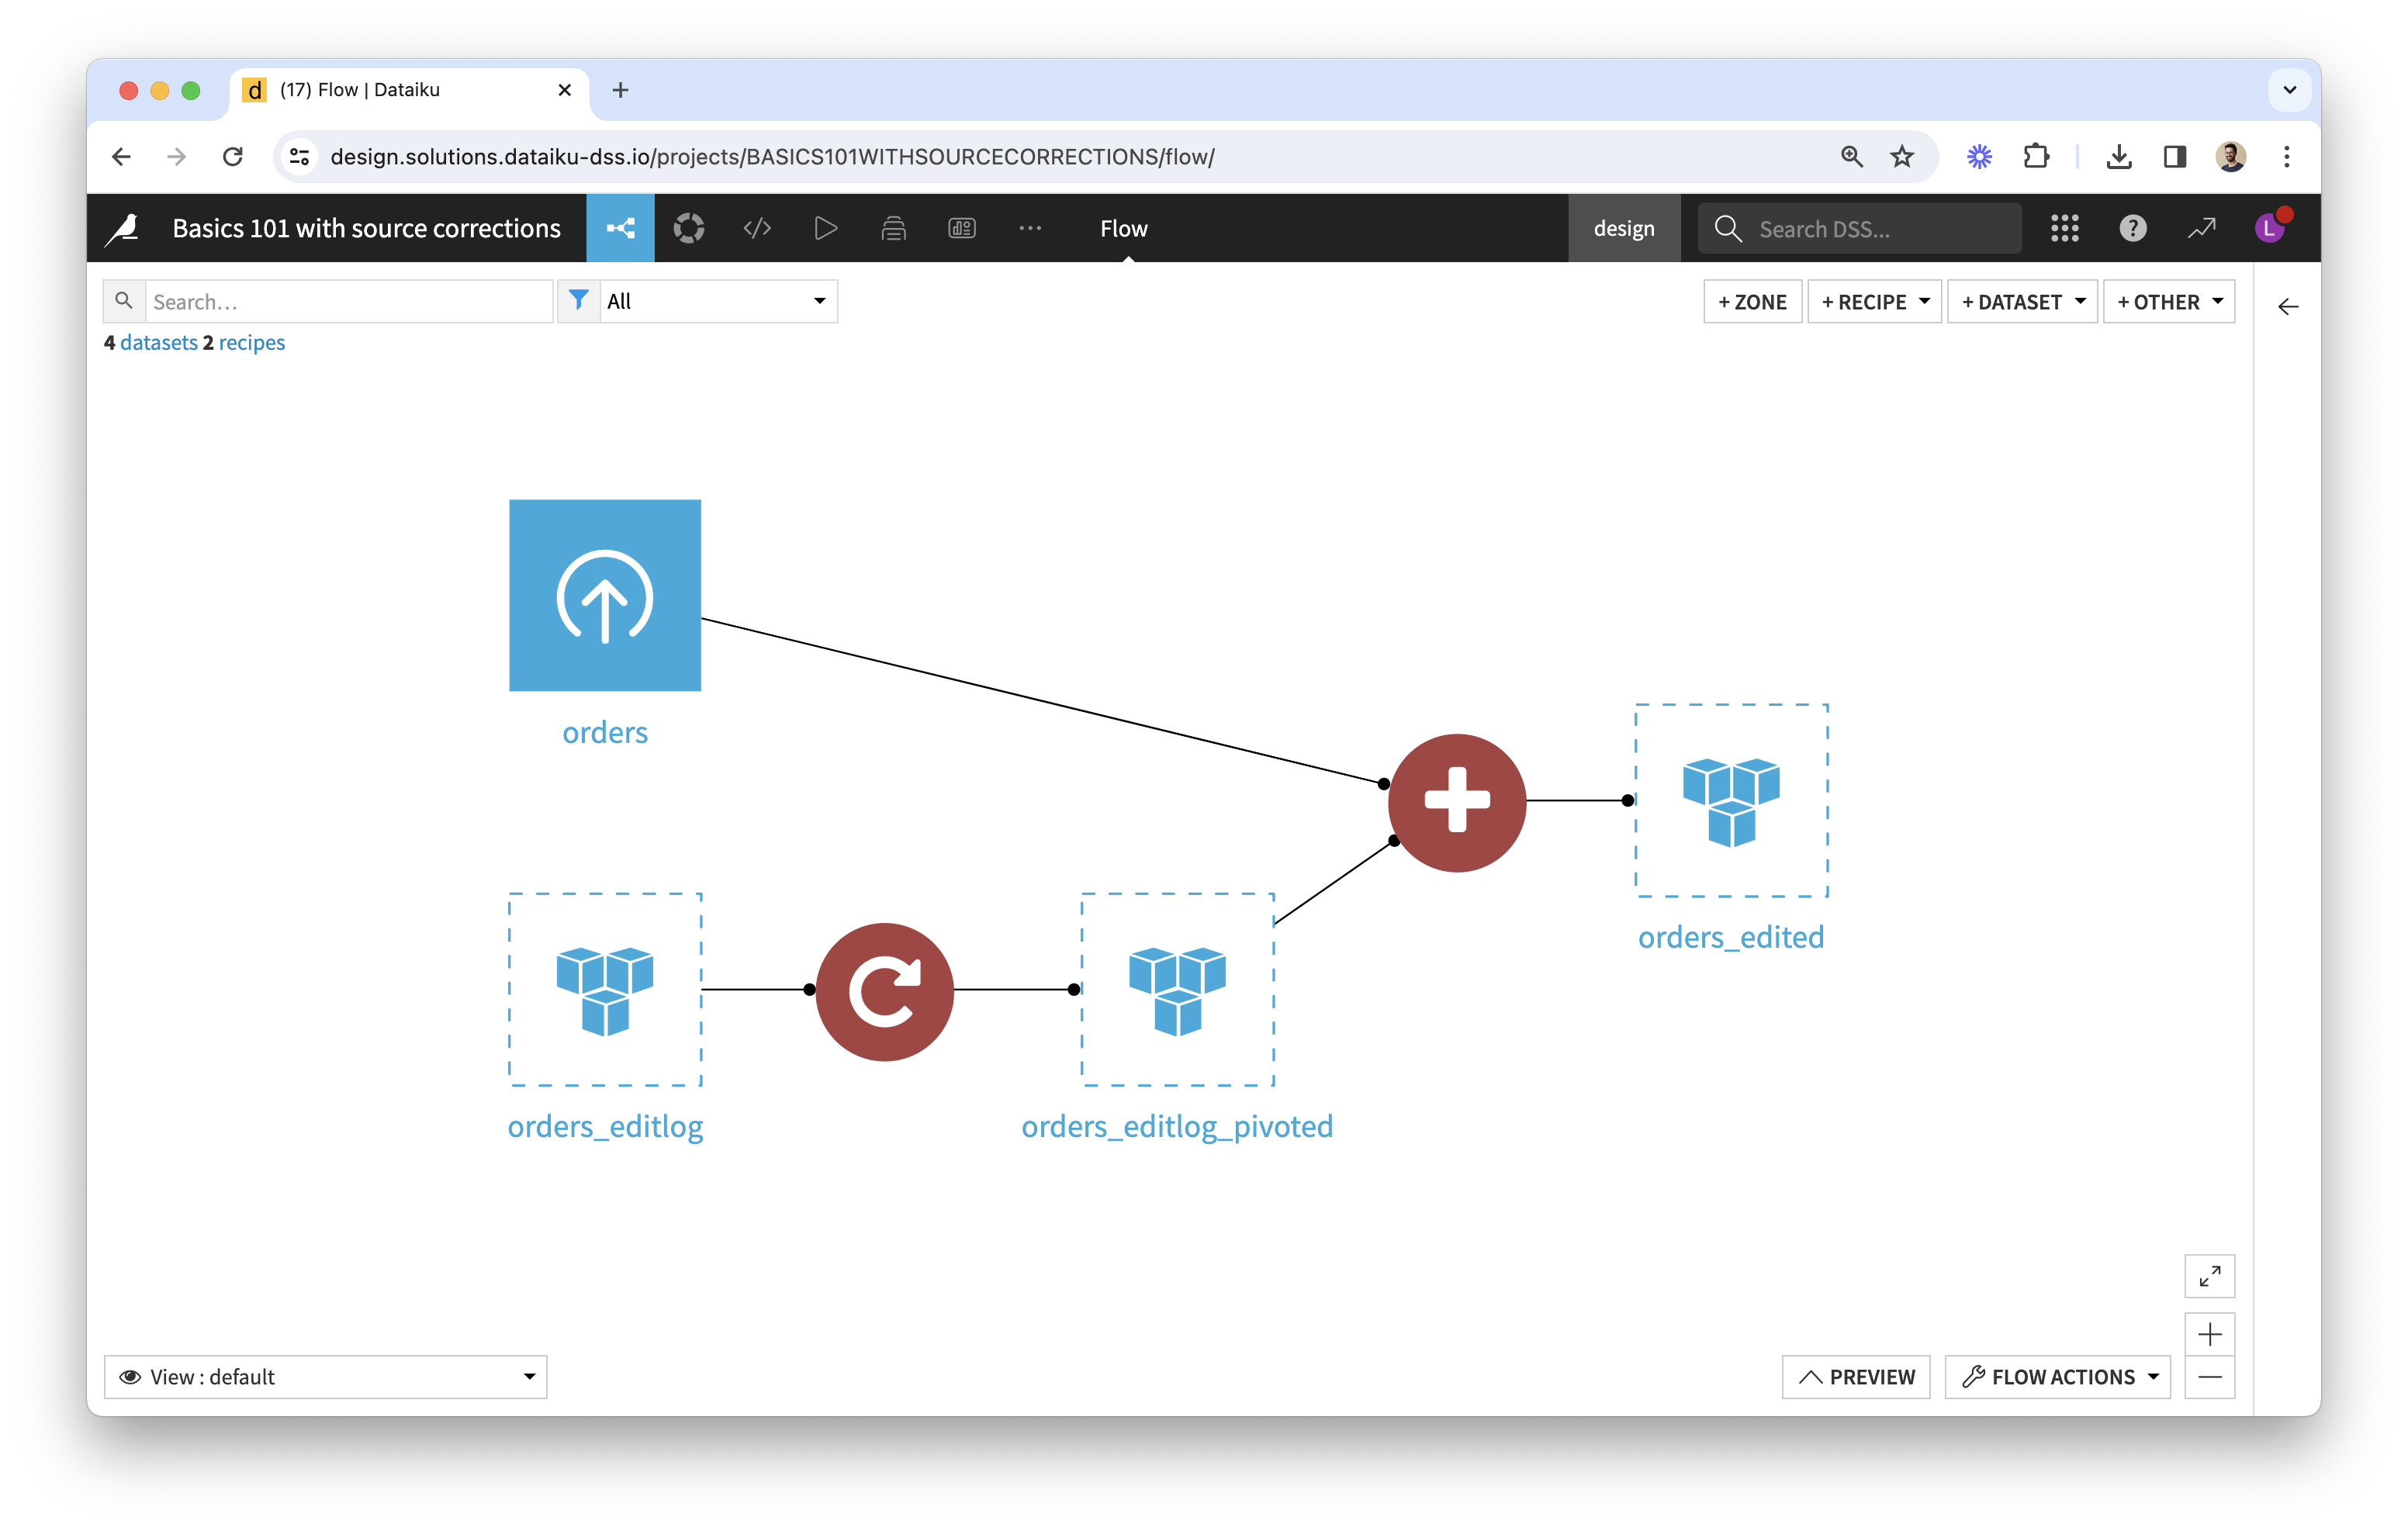 d (17) Flow | Dataiku
design.solutions.dataiku-dss.io/projects/BASICS101WITHSOURCECORRECTIONS/flow/
Basics 101 with source corrections Flow design Search DSS... ? L
Search... All + ZONE + RECIPE + DATASET + OTHER
4 datasets 2 recipes
orders
orders_edited
orders_editlog orders_editlog_pivoted
View : default PREVIEW FLOW ACTIONS